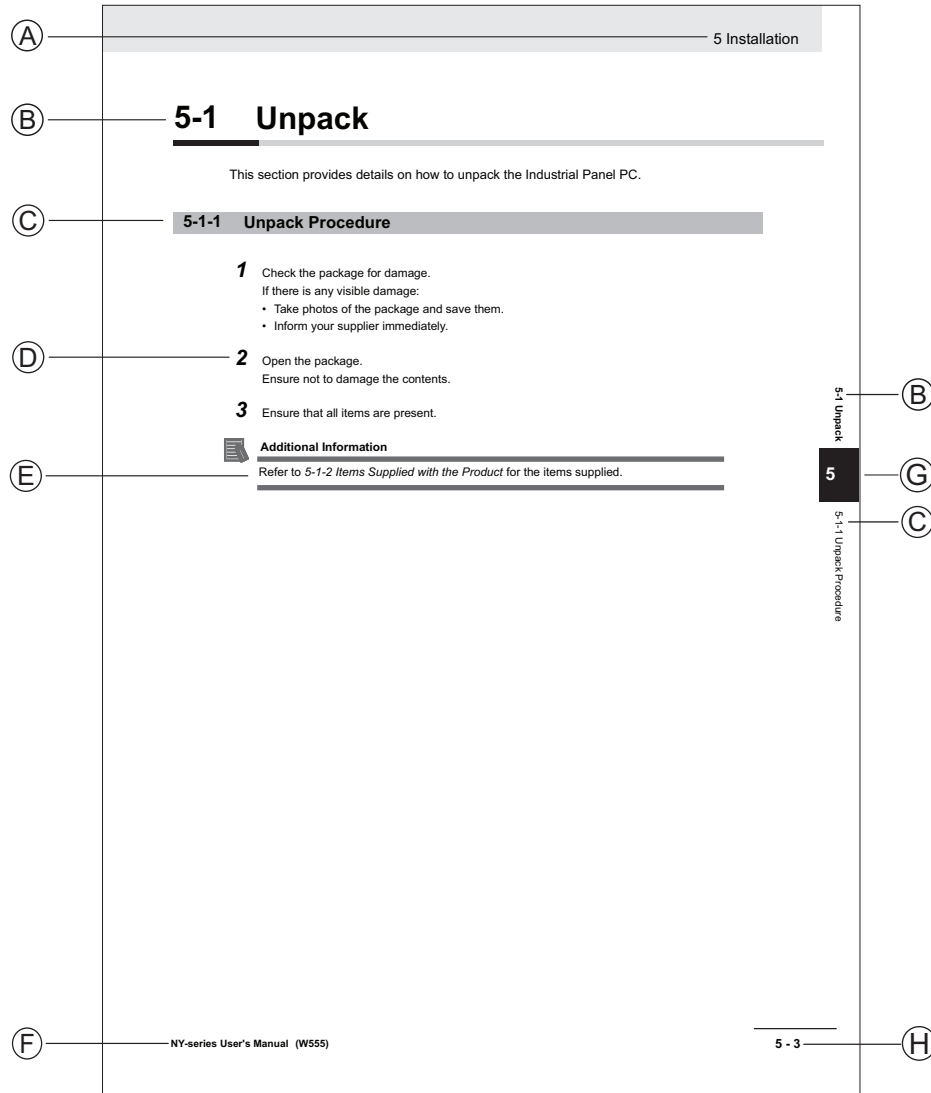 A
5 Installation
B
5-1 Unpack
This section provides details on how to unpack the Industrial Panel PC.
C
5-1-1 Unpack Procedure
1 Check the package for damage.
If there is any visible damage:
• Take photos of the package and save them.
• Inform your supplier immediately.
D
2 Open the package.
Ensure not to damage the contents.
3 Ensure that all items are present.
Additional Information
E
Refer to 5-1-2 Items Supplied with the Product for the items supplied.
5-1 Unpack
B
5
G
5-1-1 Unpack Procedure
C
F
NY-series User's Manual (W555)
5 - 3
H